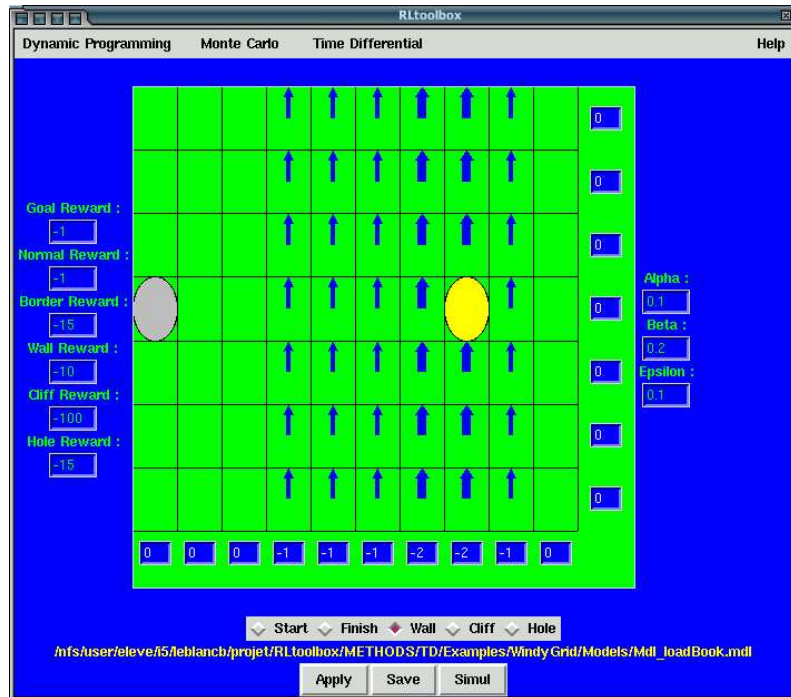 RLtoolbox
Dynamic Programming Monte Carlo Time Differential Help
0
0
Goal Reward :
-1
0
Normal Reward :
-1
Border Reward :
-15
Wall Reward :
-10
Cliff Reward :
-100
Hole Reward :
-15
Alpha :
0.1
Beta :
0.2
Epsilon :
0.1
0
0
0
0
0 0 0 -1 -1 -1 -2 -2 -1 0
Start Finish Wall Cliff Hole
/nfs/user/eleve/i5/leblancb/projet/RLtoolbox/METHODS/TD/Examples/WindyGrid/Models/Mdl_loadBook.mdl
Apply Save Simul